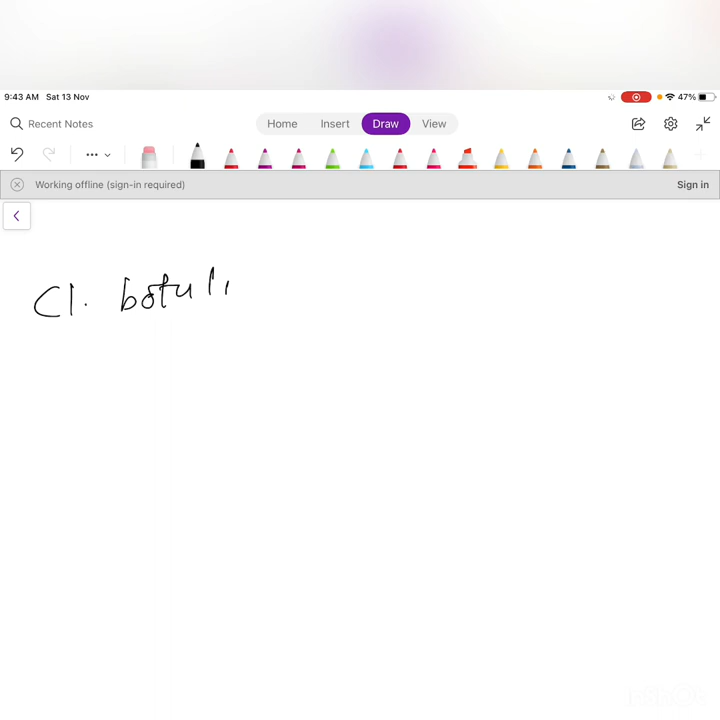 9:43 AM Sat 13 Nov 47%
Recent Notes Home Insert Draw View
Working offline (sign-in required) Sign in
Cl. botuli